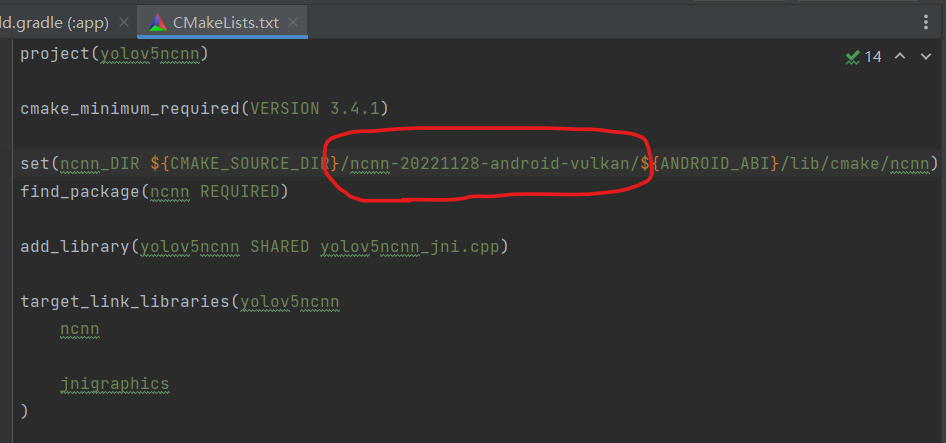 ld.gradle (:app)
CMakeLists.txt
14
project(yolov5ncnn)
cmake_minimum_required(VERSION 3.4.1)
set(ncnn_DIR ${CMAKE_SOURCE_DIR}/ncnn-20221128-android-vulkan/${ANDROID_ABI}/lib/cmake/ncnn)
find_package(ncnn REQUIRED)
add_library(yolov5ncnn SHARED yolov5ncnn_jni.cpp)
target_link_libraries(yolov5ncnn
ncnn
jnigraphics
)